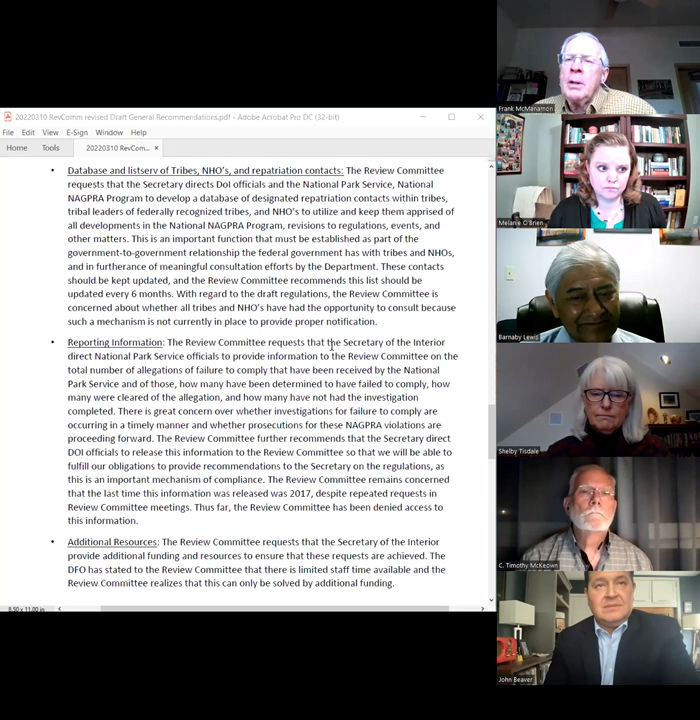 20220310 RevComm revised Draft General Recommendations.pdf - Adobe Acrobat Pro DC (32-bit)
File Edit View E-Sign Window Help
Home Tools 20220310 RevCom... ×
• Database and listserv of Tribes, NHO's, and repatriation contacts: The Review Committee
requests that the Secretary directs DoI officials and the National Park Service, National
NAGPRA Program to develop a database of designated repatriation contacts within tribes,
tribal leaders of federally recognized tribes, and NHO's to utilize and keep them apprised of
all developments in the National NAGPRA Program, revisions to regulations, events, and
other matters. This is an important function that must be established as part of the
government-to-government relationship the federal government has with tribes and NHOs,
and in furtherance of meaningful consultation efforts by the Department. These contacts
should be kept updated, and the Review Committee recommends this list should be
updated every 6 months. With regard to the draft regulations, the Review Committee is
concerned about whether all tribes and NHO's have had the opportunity to consult because
such a mechanism is not currently in place to provide proper notification.
• Reporting Information: The Review Committee requests that the Secretary of the Interior
direct National Park Service officials to provide information to the Review Committee on the
total number of allegations of failure to comply that have been received by the National
Park Service and of those, how many have been determined to have failed to comply, how
many were cleared of the allegation, and how many have not had the investigation
completed. There is great concern over whether investigations for failure to comply are
occurring in a timely manner and whether prosecutions for these NAGPRA violations are
proceeding forward. The Review Committee further recommends that the Secretary direct
DOI officials to release this information to the Review Committee so that we will be able to
fulfill our obligations to provide recommendations to the Secretary on the regulations, as
this is an important mechanism of compliance. The Review Committee remains concerned
that the last time this information was released was 2017, despite repeated requests in
Review Committee meetings. Thus far, the Review Committee has been denied access to
this information.
• Additional Resources: The Review Committee requests that the Secretary of the Interior
provide additional funding and resources to ensure that these requests are achieved. The
DFO has stated to the Review Committee that there is limited staff time available and the
Review Committee realizes that this can only be solved by additional funding.
8.50 x 11.00 in
Frank McManamon
Melanie O'Brien
Barnaby Lewis
Shelby Tisdale
C. Timothy McKeown
John Beaver